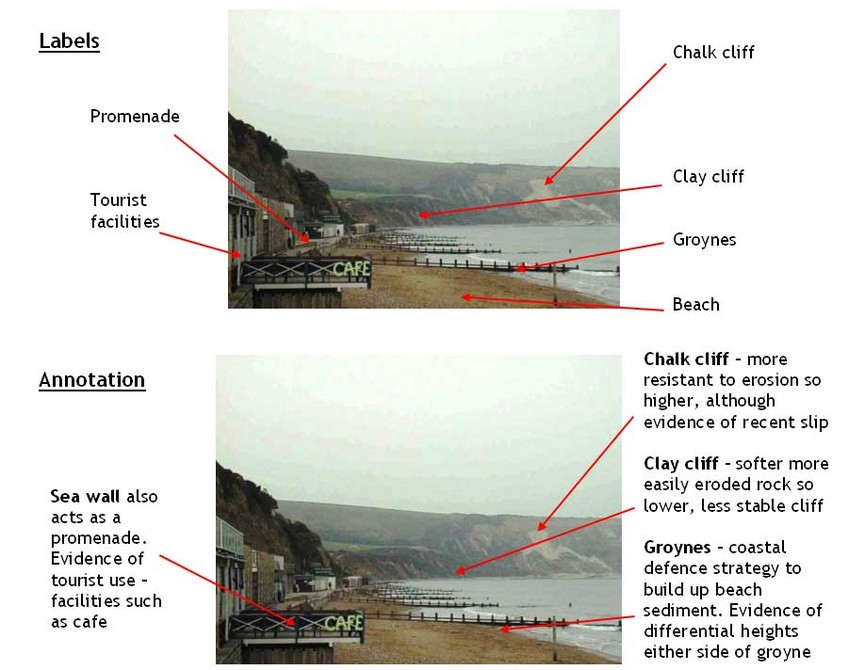 Labels
Chalk cliff
Promenade
Clay cliff
Tourist
facilities
Groynes
CAFE
Beach
Annotation
Chalk cliff - more
resistant to erosion so
higher, although
evidence of recent slip
Clay cliff - softer more
easily eroded rock so
lower, less stable cliff
Sea wall also
acts as a
promenade.
Evidence of
tourist use -
facilities such
as cafe
Groynes - coastal
defence strategy to
build up beach
sediment. Evidence of
differential heights
either side of groyne
CAFE